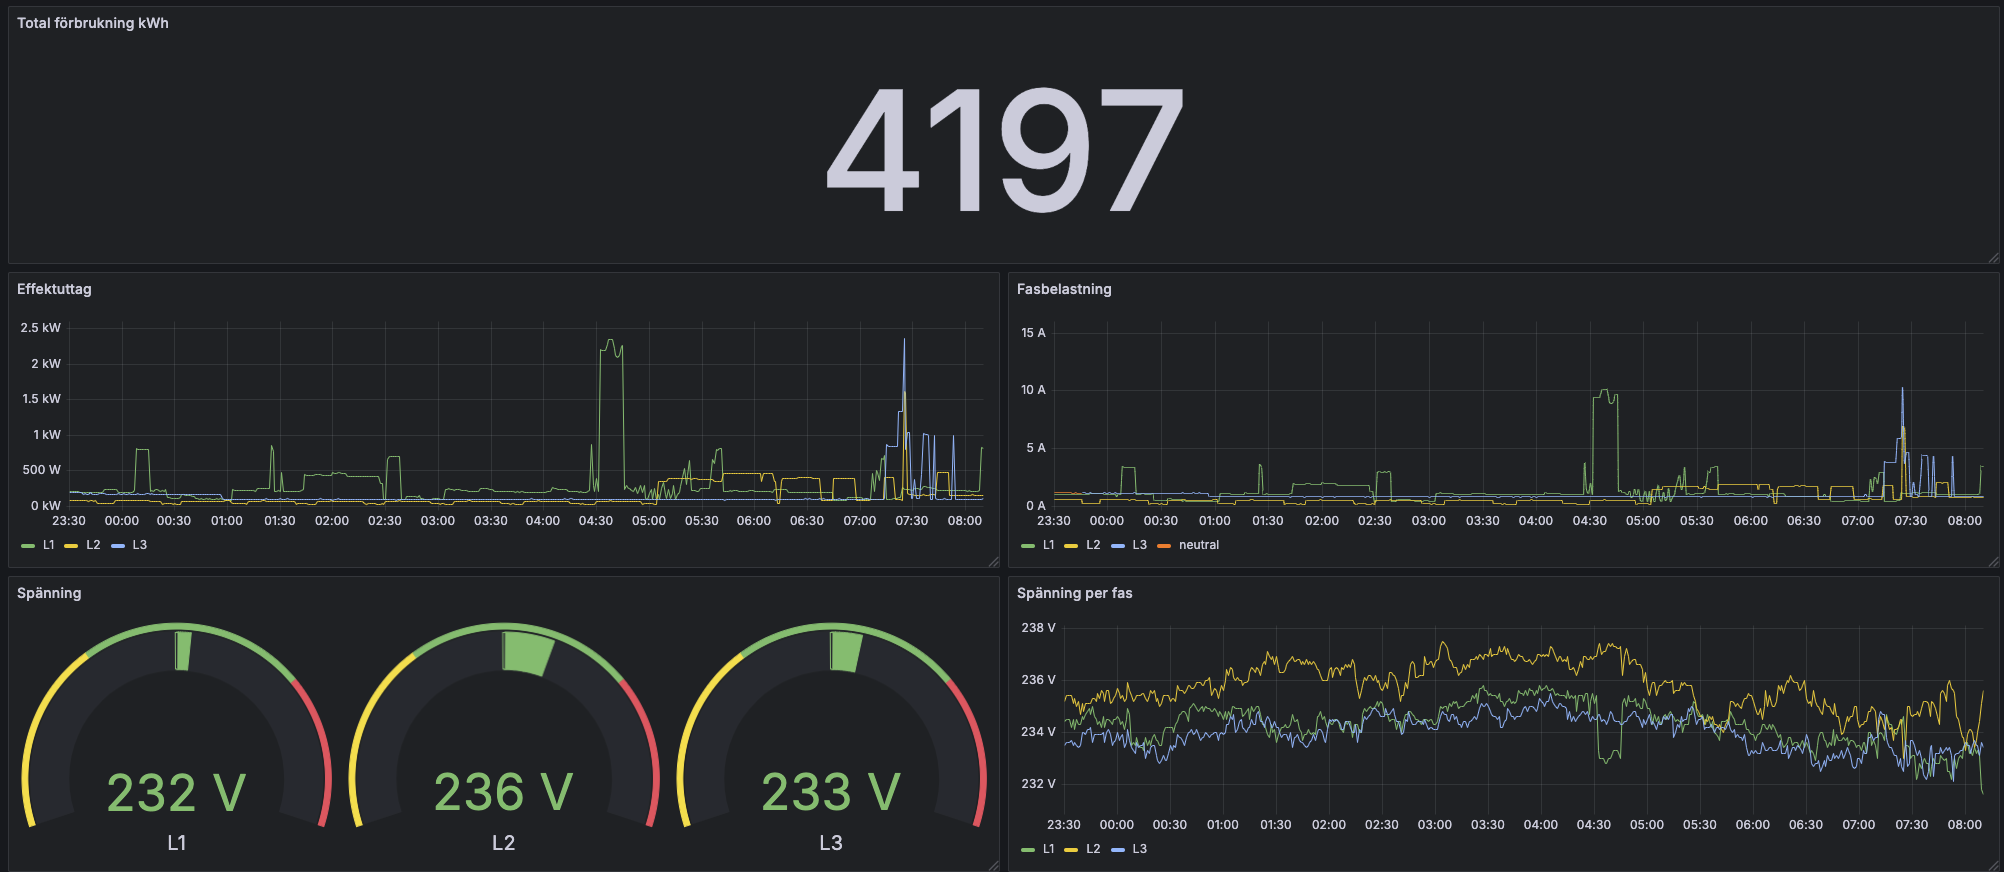 Total förbrukning kWh
4197
Effektuttag
2.5 kW
2 kW
1.5 kW
1 kW
500 W
0 kW
23:30 00:00 00:30 01:00 01:30 02:00 02:30 03:00 03:30 04:00 04:30 05:00 05:30 06:00 06:30 07:00 07:30 08:00
L1 L2 L3
Fasbelastning
15 A
10 A
5 A
0 A
23:30 00:00 00:30 01:00 01:30 02:00 02:30 03:00 03:30 04:00 04:30 05:00 05:30 06:00 06:30 07:00 07:30 08:00
L1 L2 L3 neutral
Spänning
232 V 236 V 233 V
L1 L2 L3
Spänning per fas
238 V
236 V
234 V
232 V
23:30 00:00 00:30 01:00 01:30 02:00 02:30 03:00 03:30 04:00 04:30 05:00 05:30 06:00 06:30 07:00 07:30 08:00
L1 L2 L3